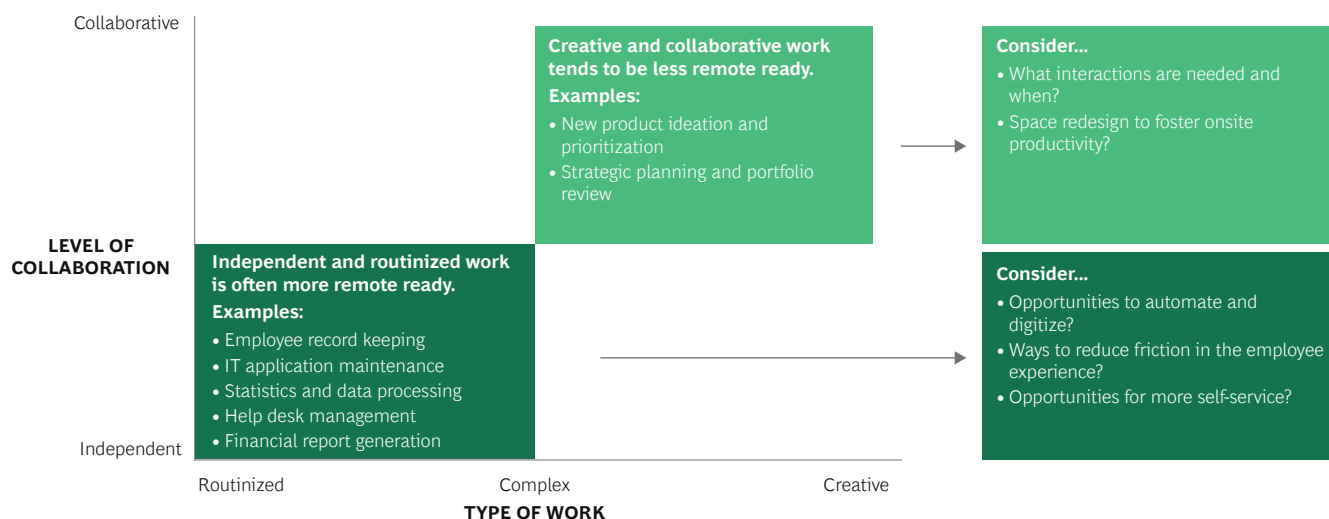 Collaborative
LEVEL OF
COLLABORATION
Independent
Creative and collaborative work
tends to be less remote ready.
Examples:
• New product ideation and
prioritization
• Strategic planning and portfolio
review
Consider...
• What interactions are needed and
when?
• Space redesign to foster onsite
productivity?
Independent and routinized work
is often more remote ready.
Examples:
• Employee record keeping
• IT application maintenance
• Statistics and data processing
• Help desk management
• Financial report generation
Consider...
• Opportunities to automate and
digitize?
• Ways to reduce friction in the employee
experience?
• Opportunities for more self-service?
Routinized
Complex
Creative
TYPE OF WORK